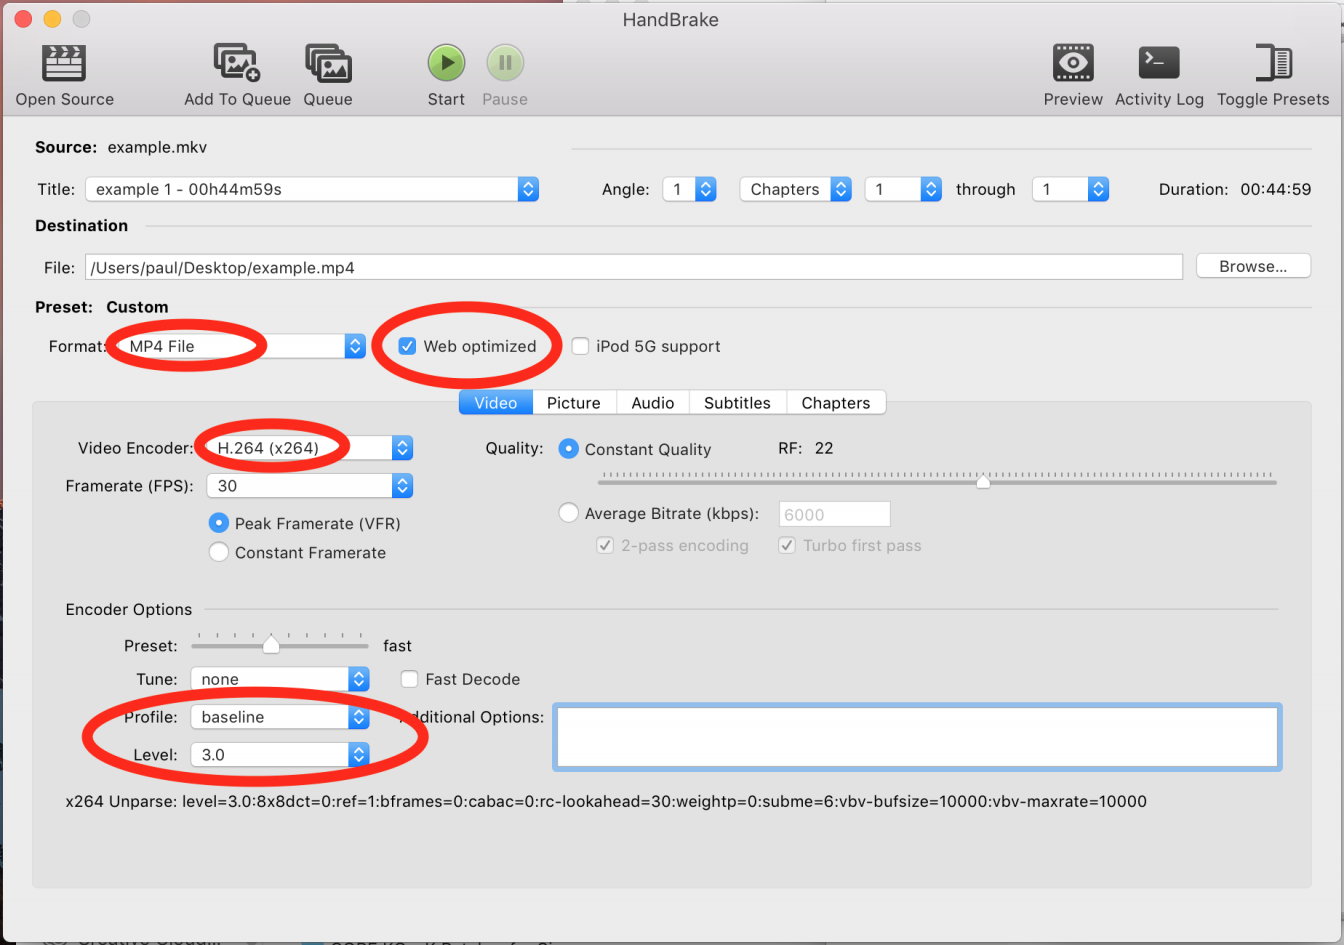 HandBrake
Open Source Add To Queue Queue Start Pause Preview Activity Log Toggle Presets
Source: example.mkv
Title: example 1 - 00h44m59s Angle: 1 Chapters 1 through 1 Duration: 00:44:59
Destination
File: /Users/paul/Desktop/example.mp4 Browse...
Preset: Custom
Format: MP4 File Web optimized iPod 5G support
Video Picture Audio Subtitles Chapters
Video Encoder: H.264 (x264) Quality: Constant Quality RF: 22
Framerate (FPS): 30
Peak Framerate (VFR) Average Bitrate (kbps): 6000
Constant Framerate 2-pass encoding Turbo first pass
Encoder Options
Preset: fast
Tune: none Fast Decode
Profile: baseline Additional Options:
Level: 3.0
x264 Unparse: level=3.0:8x8dct=0:ref=1:bframes=0:cabac=0:rc-lookahead=30:weightp=0:subme=6:vbv-bufsize=10000:vbv-maxrate=10000